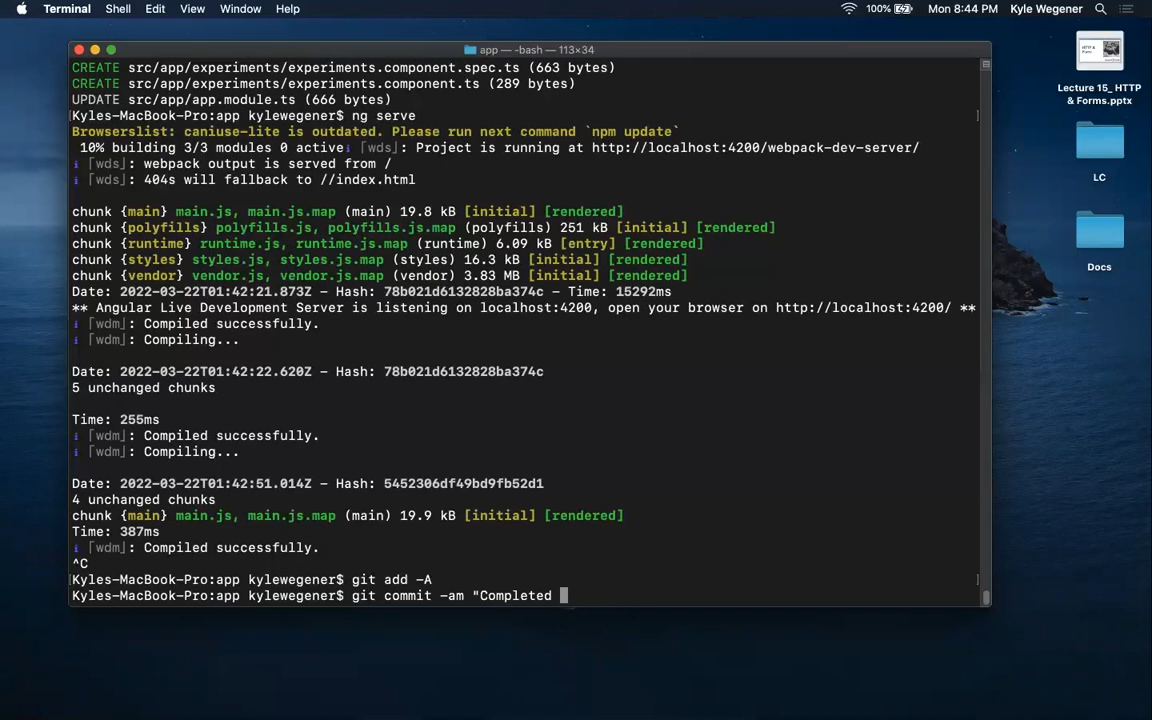 Terminal Shell Edit View Window Help 100% Mon 8:44 PM Kyle Wegener
app — -bash — 113×34
CREATE src/app/experiments/experiments.component.spec.ts (663 bytes)
CREATE src/app/experiments/experiments.component.ts (289 bytes)
UPDATE src/app/app.module.ts (666 bytes)
[Kyles-MacBook-Pro:app kylewegener$ ng serve ]
Browserslist: caniuse-lite is outdated. Please run next command `npm update`
10% building 3/3 modules 0 activeℹ ｢wds｣: Project is running at http://localhost:4200/webpack-dev-server/
ℹ ｢wds｣: webpack output is served from /
ℹ ｢wds｣: 404s will fallback to //index.html
chunk {main} main.js, main.js.map (main) 19.8 kB [initial] [rendered]
chunk {polyfills} polyfills.js, polyfills.js.map (polyfills) 251 kB [initial] [rendered]
chunk {runtime} runtime.js, runtime.js.map (runtime) 6.09 kB [entry] [rendered]
chunk {styles} styles.js, styles.js.map (styles) 16.3 kB [initial] [rendered]
chunk {vendor} vendor.js, vendor.js.map (vendor) 3.83 MB [initial] [rendered]
Date: 2022-03-22T01:42:21.873Z - Hash: 78b021d6132828ba374c - Time: 15292ms
** Angular Live Development Server is listening on localhost:4200, open your browser on http://localhost:4200/ **
ℹ ｢wdm｣: Compiled successfully.
ℹ ｢wdm｣: Compiling...
Date: 2022-03-22T01:42:22.620Z - Hash: 78b021d6132828ba374c
5 unchanged chunks
Time: 255ms
ℹ ｢wdm｣: Compiled successfully.
ℹ ｢wdm｣: Compiling...
Date: 2022-03-22T01:42:51.014Z - Hash: 5452306df49bd9fb52d1
4 unchanged chunks
chunk {main} main.js, main.js.map (main) 19.9 kB [initial] [rendered]
Time: 387ms
ℹ ｢wdm｣: Compiled successfully.
^C
[Kyles-MacBook-Pro:app kylewegener$ git add -A ]
Kyles-MacBook-Pro:app kylewegener$ git commit -am "Completed
HTTP &
Forms
Lecture 15_ HTTP
& Forms.pptx
LC
Docs